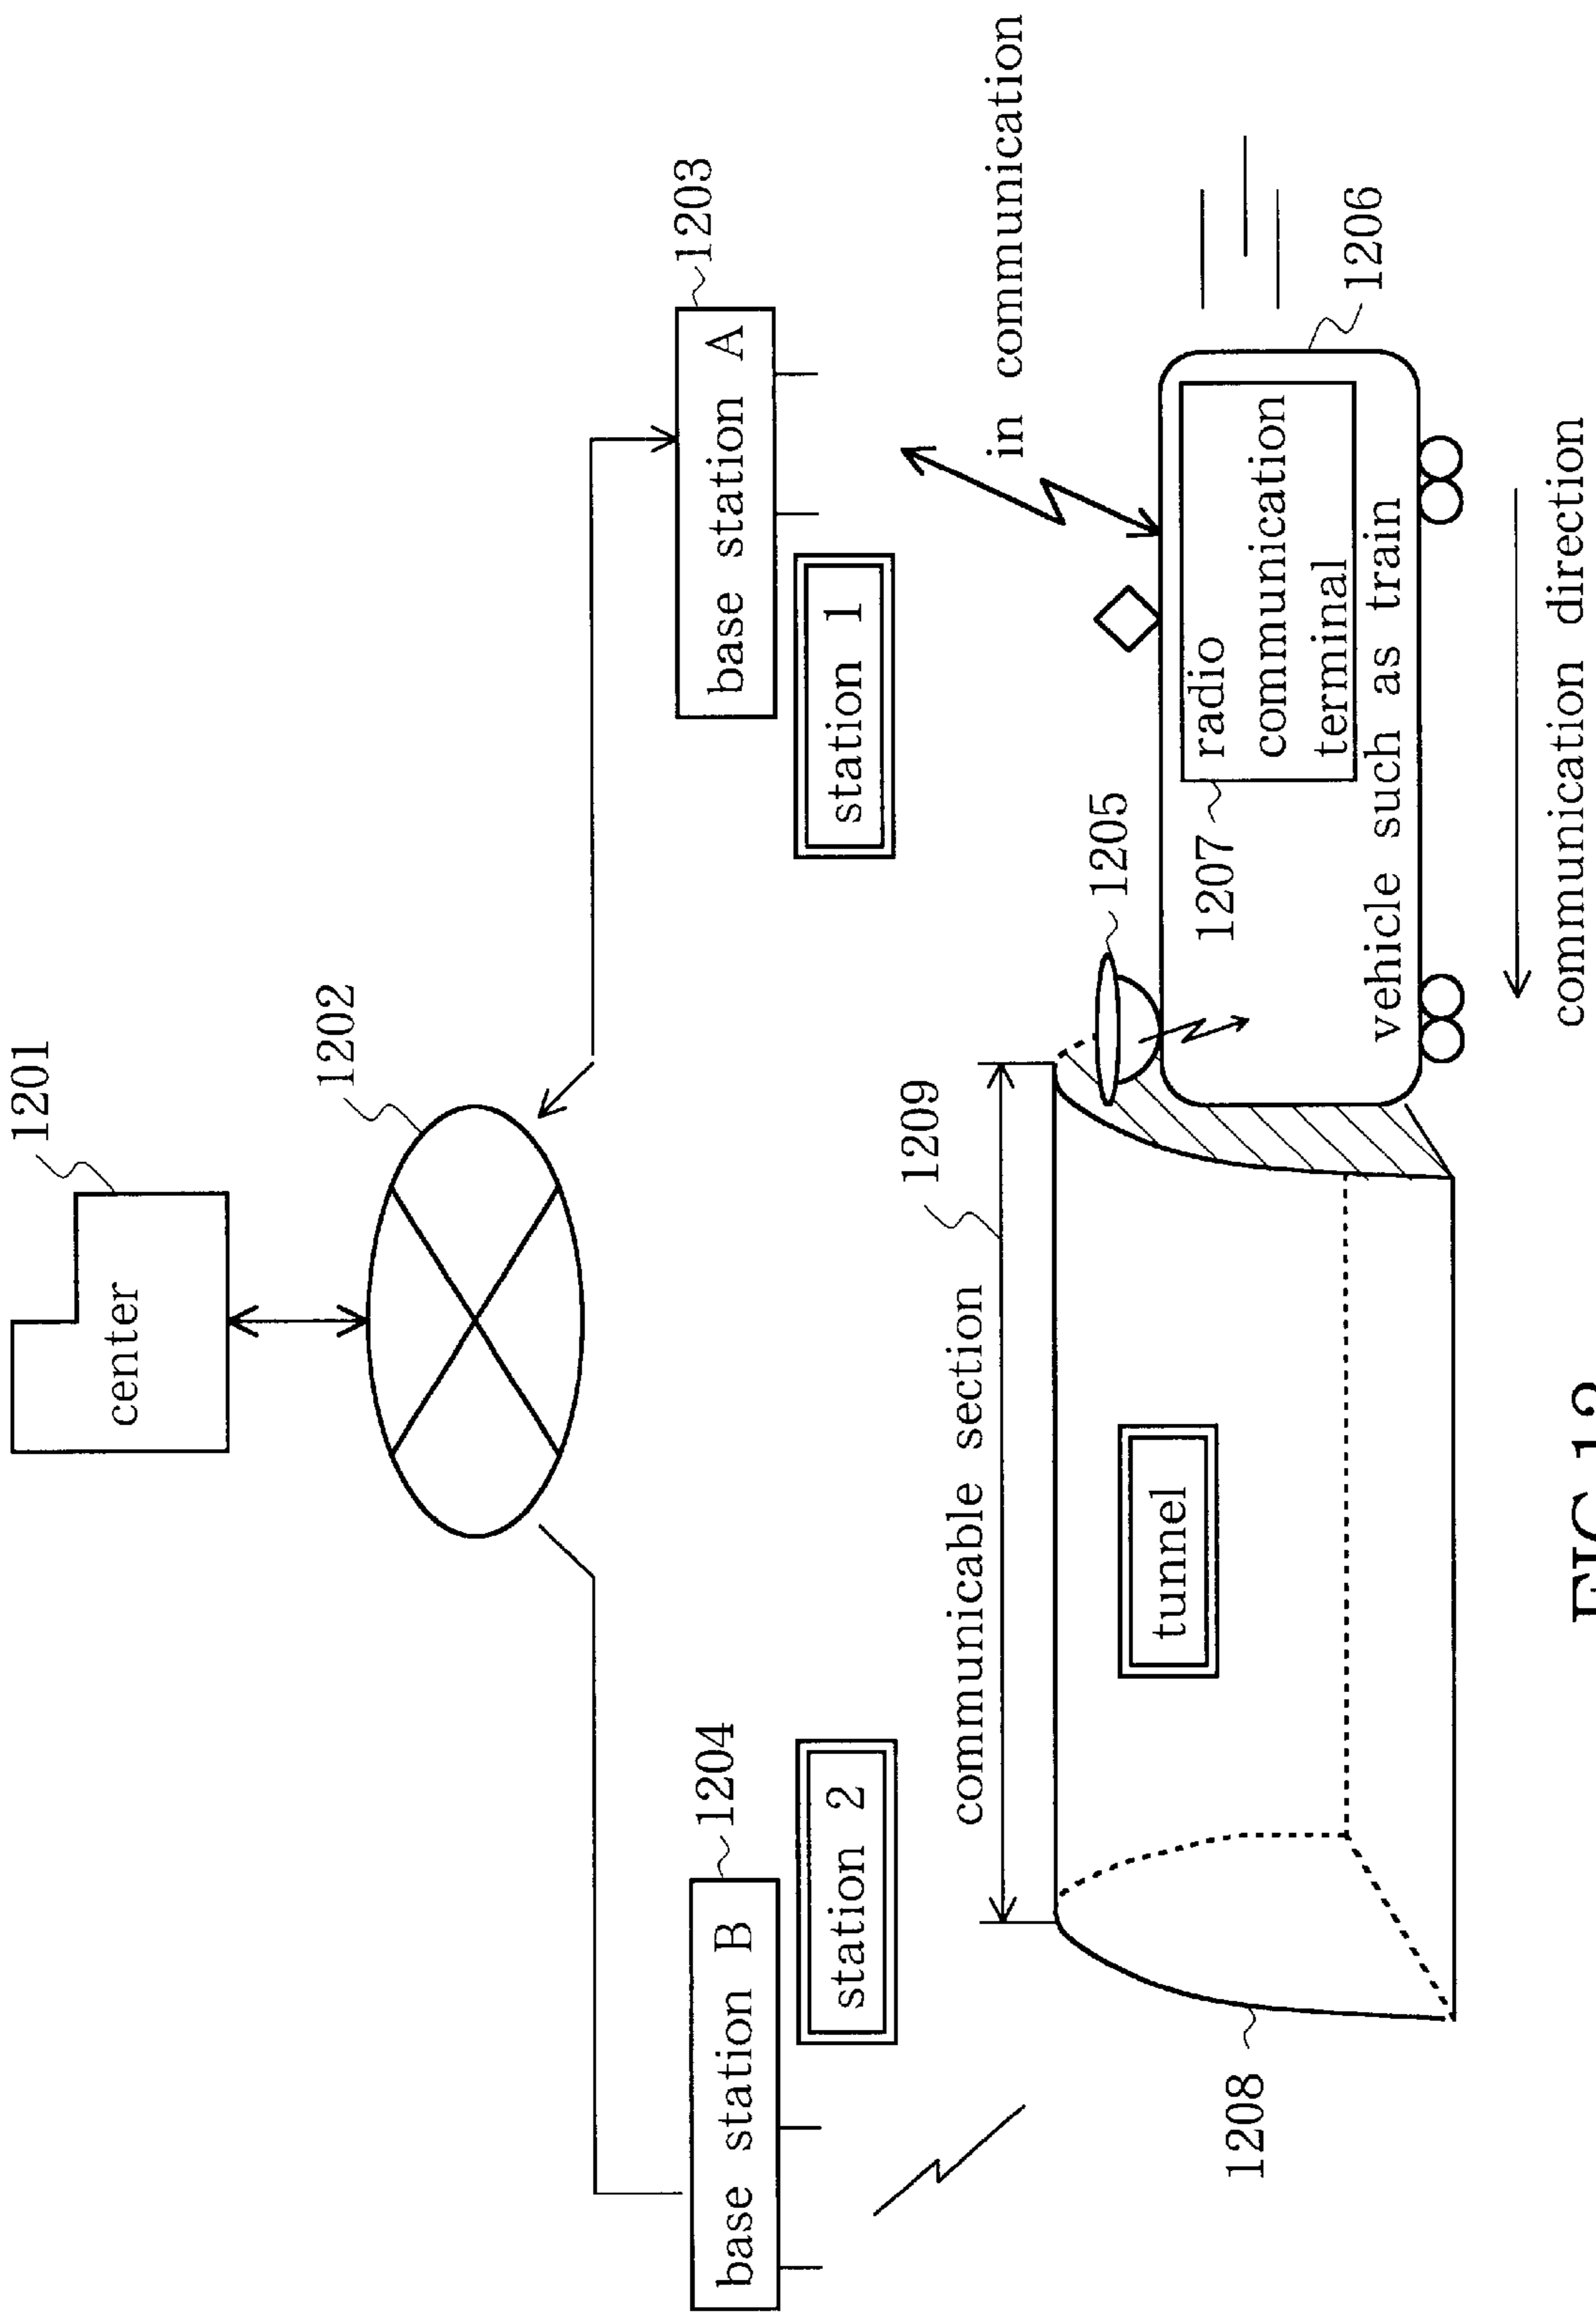 1201
center
1202
1204
base station B
station 2
1203
base station A
station 1
in communication
communicable section
1209
1205
tunnel
1208
1207
radio
communication
terminal
vehicle such as train
1206
communication direction